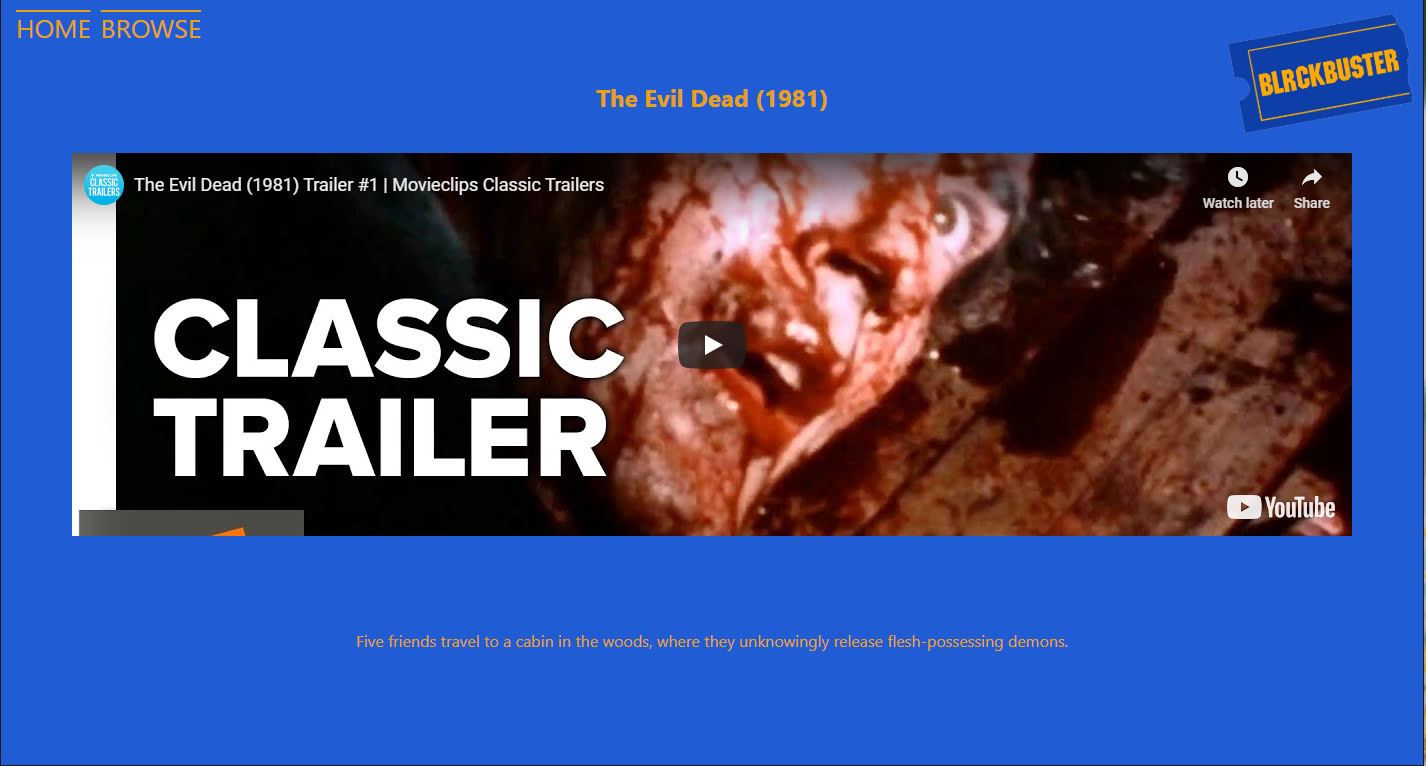 HOME BROWSE
BLRCKBUSTER
The Evil Dead (1981)
CLASSIC
TRAILERS
The Evil Dead (1981) Trailer #1 | Movieclips Classic Trailers
Watch later
Share
CLASSIC
TRAILER
YouTube
Five friends travel to a cabin in the woods, where they unknowingly release flesh-possessing demons.